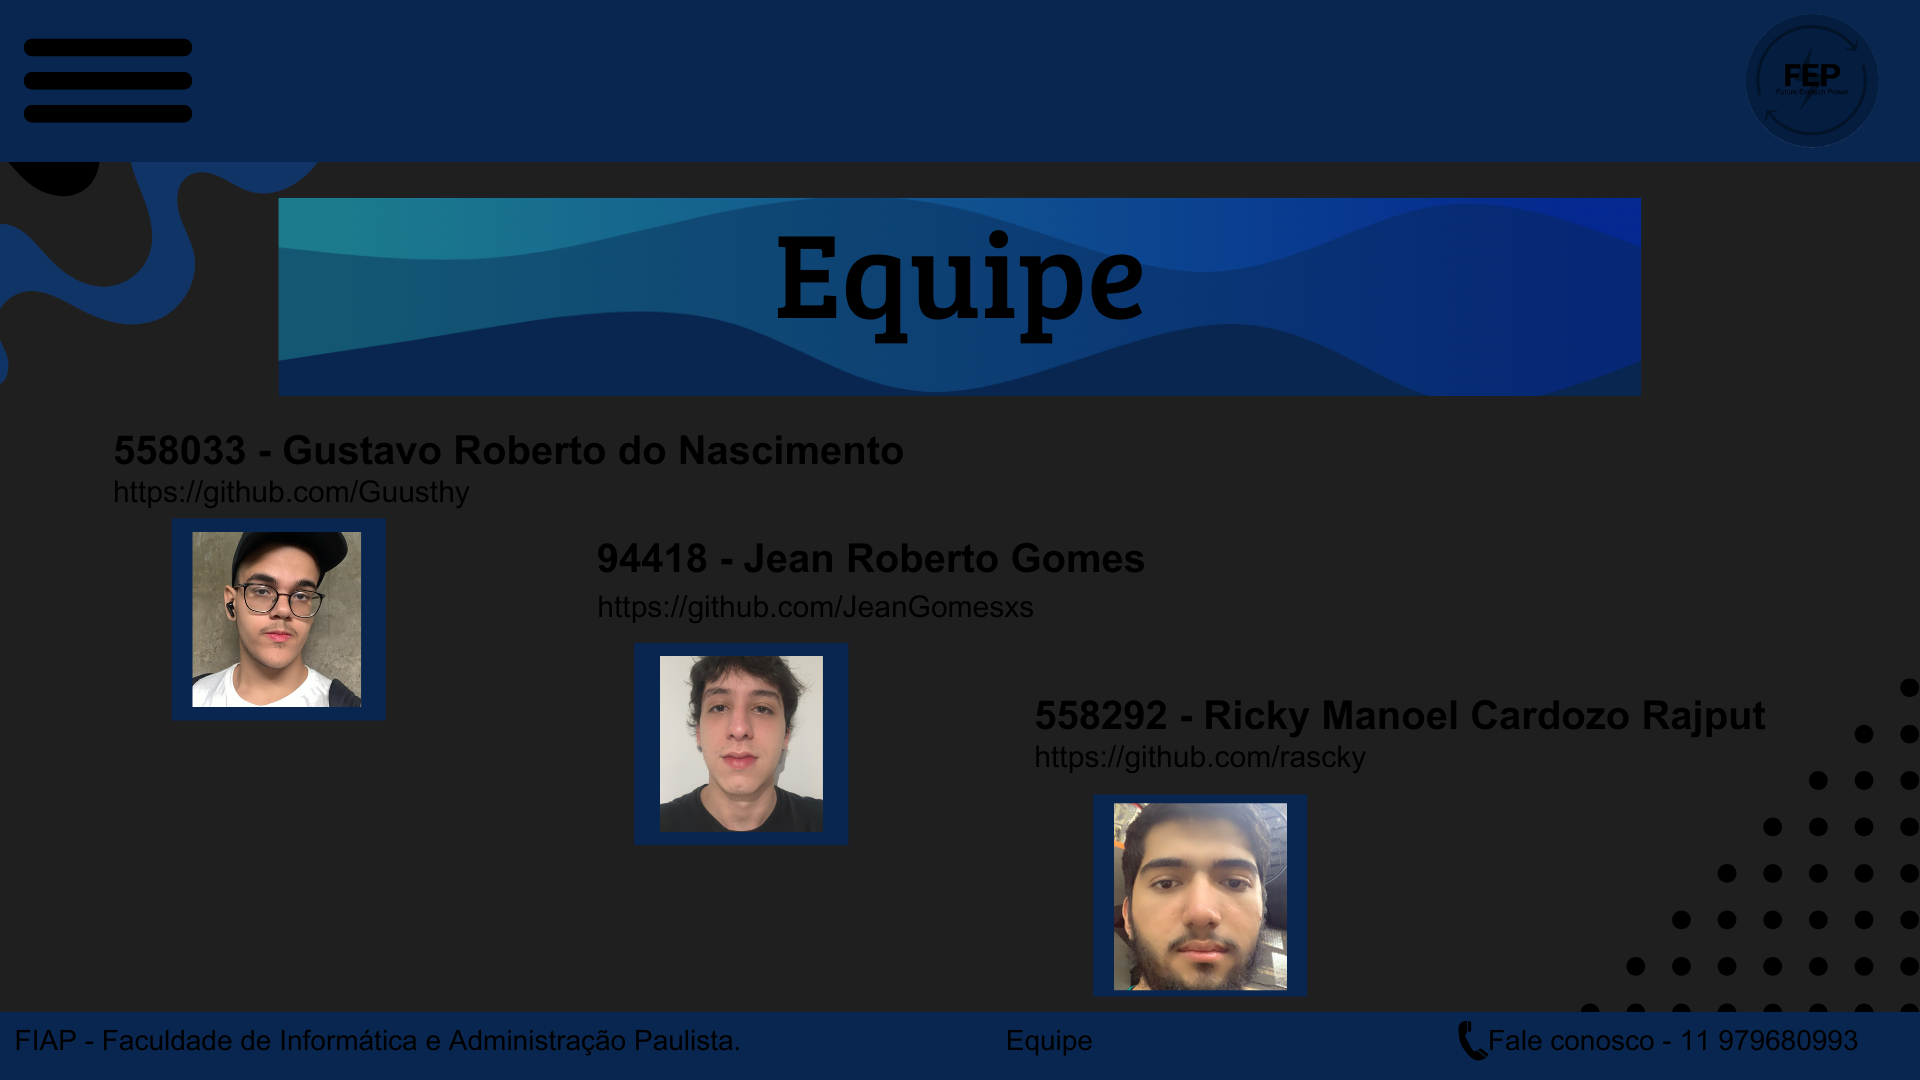 FEP
Equipe
558033 - Gustavo Roberto do Nascimento
https://github.com/Guusthy
94418 - Jean Roberto Gomes
https://github.com/JeanGomesxs
558292 - Ricky Manoel Cardozo Rajput
https://github.com/rascky
FIAP - Faculdade de Informática e Administração Paulista.
Equipe
Fale conosco - 11 979680993